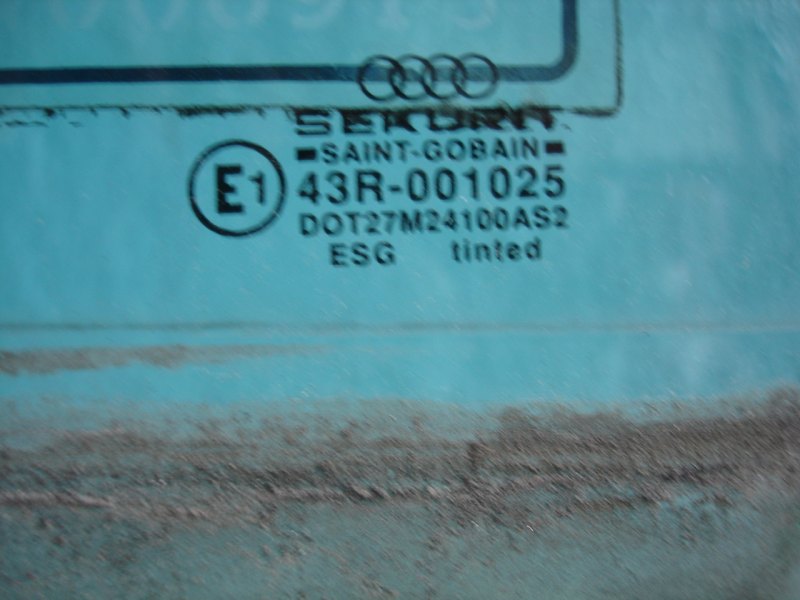 SEKURIT
SAINT-GOBAIN
E1
43R-001025
DOT27M24100AS2
ESG tinted